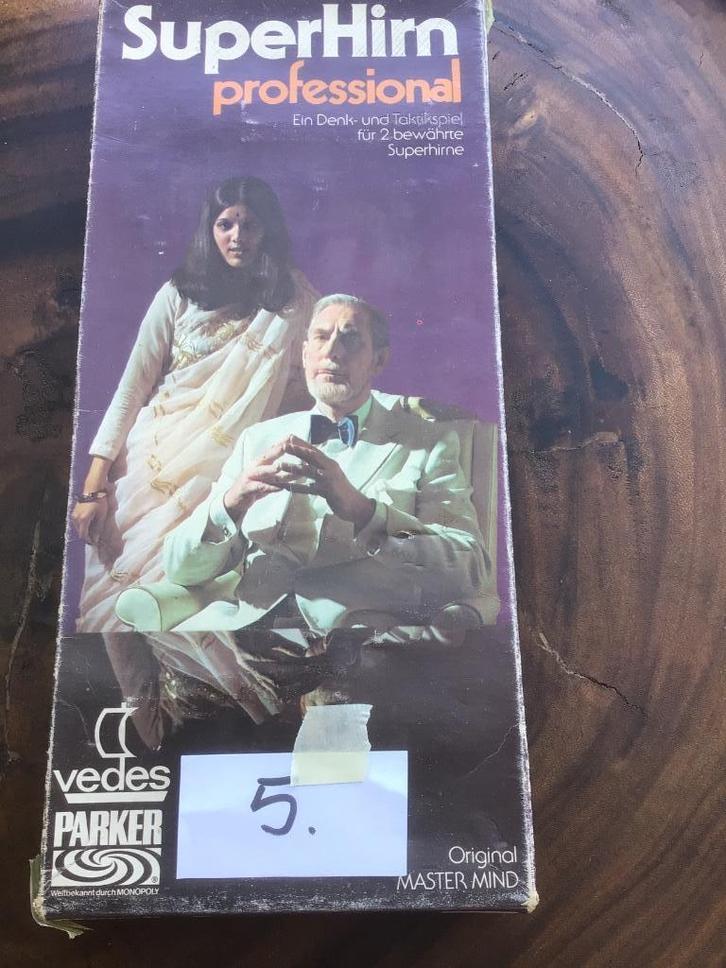 SuperHirn
professional
Ein Denk- und Taktikspiel
für 2 bewährte
Superhirne
vedes
PARKER
®
Weltbekannt durch MONOPOLY
5.
Original
MASTER MIND